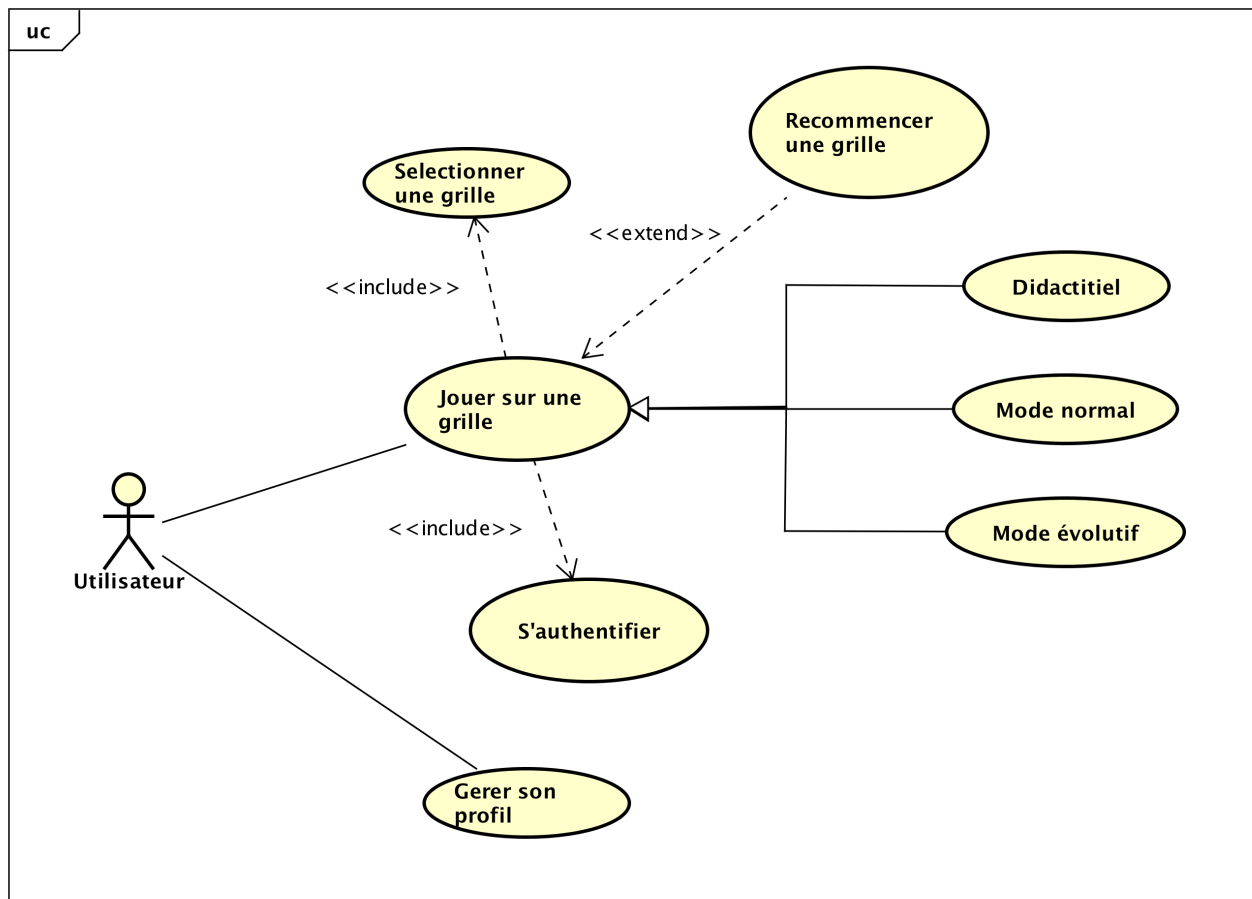 uc
Recommencer
une grille
Selectionner
une grille
<<extend>>
<<include>>
Didactitiel
Jouer sur une
grille
Mode normal
<<include>>
Mode évolutif
Utilisateur
S'authentifier
Gerer son
profil